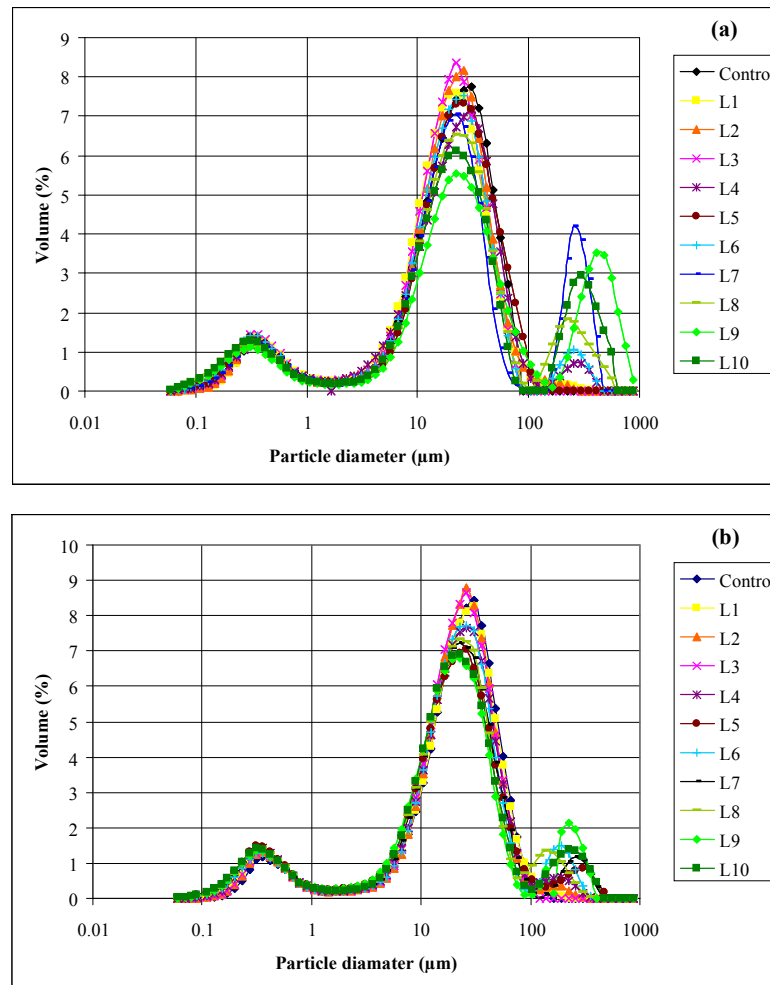 (a)
9
8
7
6
5
4
3
2
1
0
Volume (%)
0.01 0.1 1 10 100 1000
Particle diameter (µm)
Contro
L1
L2
L3
L4
L5
L6
L7
L8
L9
L10
(b)
10
9
8
7
6
5
4
3
2
1
0
Volume (%)
0.01 0.1 1 10 100 1000
Particle diamater (µm)
Contro
L1
L2
L3
L4
L5
L6
L7
L8
L9
L10